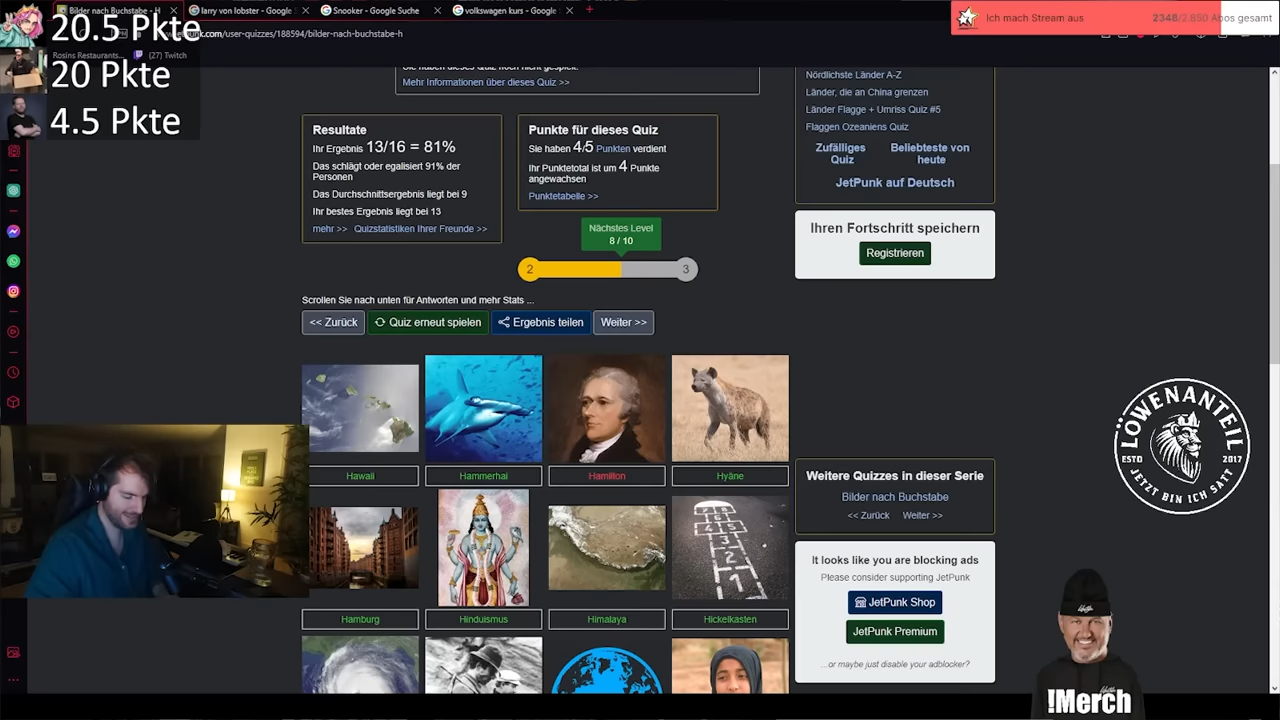 Bilder nach Buchstabe - H
larry von lobster - Google
Snooker - Google Suche
volkswagen kurs - Google
20.5 Pkte
20 Pkte
4.5 Pkte
/user-quizzes/188594/bilder-nach-buchstabe-h
Rosins Restaurants...
(27) Twitch
Ich mach Stream aus
2348/2.850 Abos gesamt
Mehr Informationen über dieses Quiz >>
Nördlichste Länder A-Z
Länder, die an China grenzen
Länder Flagge + Umriss Quiz #5
Flaggen Ozeaniens Quiz
Zufälliges Quiz
Beliebteste von heute
JetPunk auf Deutsch
Resultate
Ihr Ergebnis 13/16 = 81%
Das schlägt oder egalisiert 91% der
Personen
Das Durchschnittsergebnis liegt bei 9
Ihr bestes Ergebnis liegt bei 13
mehr >> Quizstatistiken Ihrer Freunde >>
Punkte für dieses Quiz
Sie haben 4/5 Punkten verdient
Ihr Punktetotal ist um 4 Punkte
angewachsen
Punktetabelle >>
Nächstes Level
8 / 10
2
3
Ihren Fortschritt speichern
Registrieren
Scrollen Sie nach unten für Antworten und mehr Stats ...
<< Zurück
Quiz erneut spielen
Ergebnis teilen
Weiter >>
Hawaii
Hammerhai
Hamilton
Hyäne
Hamburg
Hinduismus
Himalaya
Hickelkasten
Weitere Quizzes in dieser Serie
Bilder nach Buchstabe
<< Zurück Weiter >>
It looks like you are blocking ads
Please consider supporting JetPunk
JetPunk Shop
JetPunk Premium
...or maybe just disable your adblocker?
LÖWENANTEIL
ESTD 2017
JETZT BIN ICH SATT
!Merch